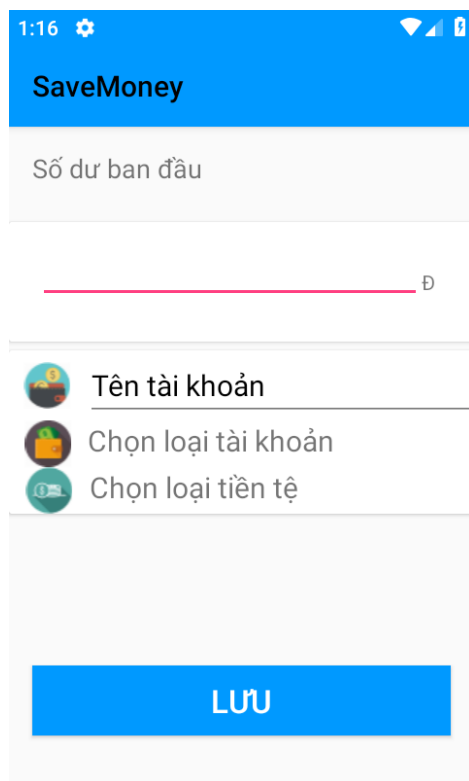 1:16
SaveMoney
Số dư ban đầu
Đ
Tên tài khoản
Chọn loại tài khoản
Chọn loại tiền tệ
LƯU